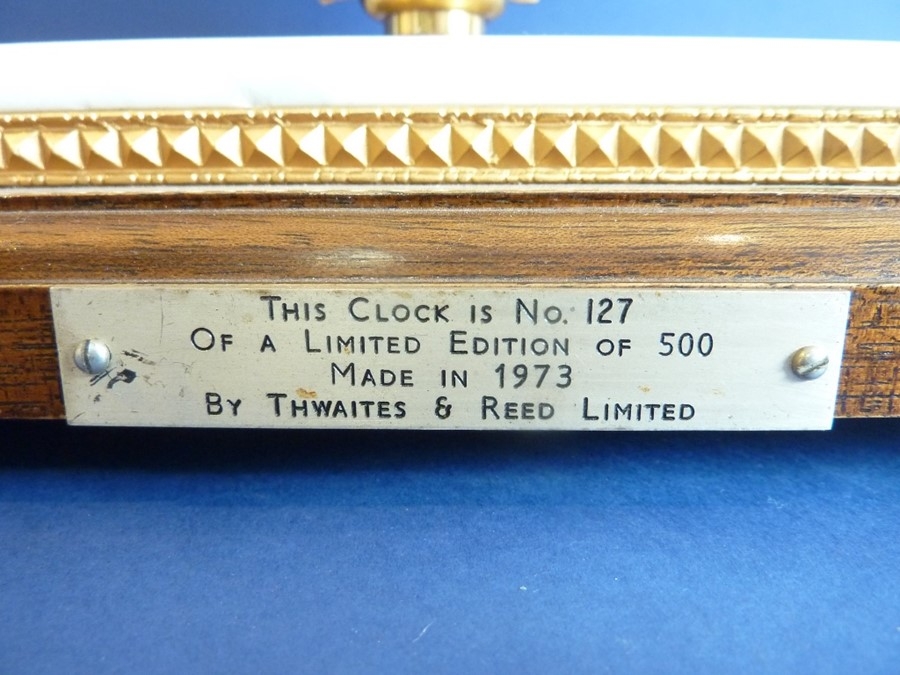 This Clock is No. 127
Of a Limited Edition of 500
Made in 1973
By Thwaites & Reed Limited